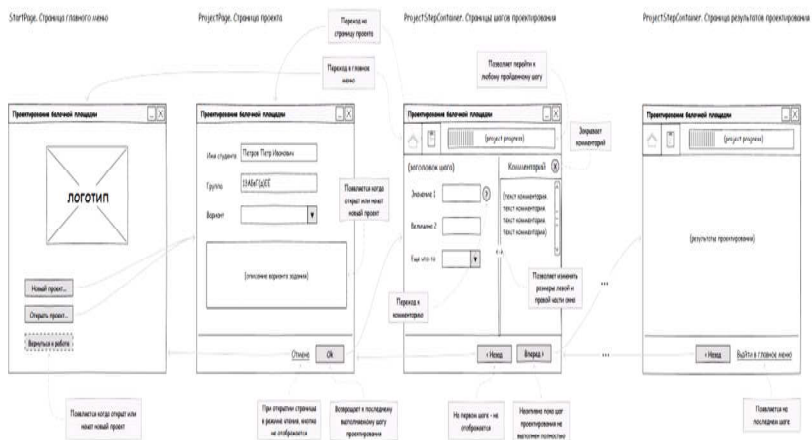 StartPage. Страница главного меню
ProjectPage. Страница проекта
ProjectStepContainer. Страницы шагов проектирования
ProjectStepContainer. Страница результатов проектирования
Переход на
страницу проекта
Переход в главное
меню
Позволяет перейти к
любому пройденному шагу
Закрывает
комментарий
Проектирование балочной площадки
ЛОГОТИП
Новый проект...
Открыть проект...
Вернуться к работе
Появляется когда открыт или
начат новый проект
Проектирование балочной площадки
Имя студента
Петров Петр Иванович
Группа
Вариант
(описание варианта задания)
Отмена
Ok
Появляется когда
открыт или начат
новый проект
При открытии страницы
в режиме чтения, кнопка
не отображается
Возвращает к последнему
выполняемому шагу
проектирования
Проектирование балочной площадки
(project progress)
(заголовок шага)
Комментарий
Значение 1
?
Величина 2
Еще что-то
(текст комментария,
текст комментария,
текст комментария,
текст комментария)
Переход к
комментарию
Позволяет изменить
размеры левой и
правой части окна
< Назад
Вперед >
На первом шаге - не
отображается
Неактивна пока шаг
проектирования не
выполнен полностью
...
...
Проектирование балочной площадки
(project progress)
(результаты проектирования)
< Назад
Выйти в главное меню
Появляется на
последнем шаге